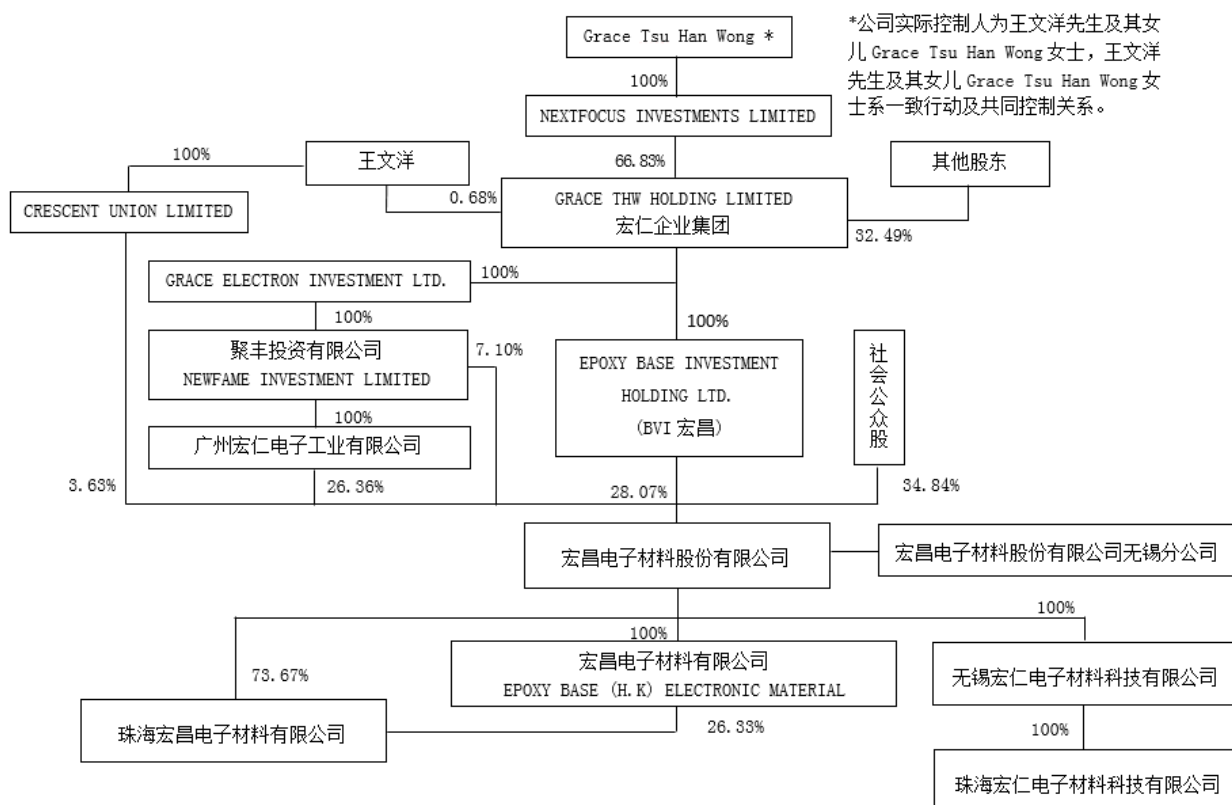 Grace Tsu Han Wong *
*公司实际控制人为王文洋先生及其女
儿 Grace Tsu Han Wong 女士，王文洋
先生及其女儿 Grace Tsu Han Wong 女
士系一致行动及共同控制关系。
100%
NEXTFOCUS INVESTMENTS LIMITED
100%
王文洋
66.83%
其他股东
CRESCENT UNION LIMITED
0.68%
GRACE THW HOLDING LIMITED
宏仁企业集团
32.49%
GRACE ELECTRON INVESTMENT LTD.
100%
100%
100%
聚丰投资有限公司
NEWFAME INVESTMENT LIMITED
7.10%
EPOXY BASE INVESTMENT
HOLDING LTD.
(BVI 宏昌)
社会公众股
100%
广州宏仁电子工业有限公司
3.63%
26.36%
28.07%
34.84%
宏昌电子材料股份有限公司
宏昌电子材料股份有限公司无锡分公司
100%
100%
73.67%
宏昌电子材料有限公司
EPOXY BASE (H.K) ELECTRONIC MATERIAL
无锡宏仁电子材料科技有限公司
珠海宏昌电子材料有限公司
26.33%
100%
珠海宏仁电子材料科技有限公司